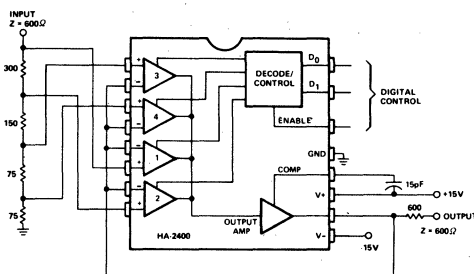 INPUT
Z = 600Ω
300
150
75
75
+
−
3
−
+
4
−
+
1
−
+
2
DECODE/
CONTROL
D0
D1
ENABLE
DIGITAL
CONTROL
GND
COMP
15pF
V+
+15V
OUTPUT
AMP
600
OUTPUT
Z = 600Ω
V−
15V
HA-2400